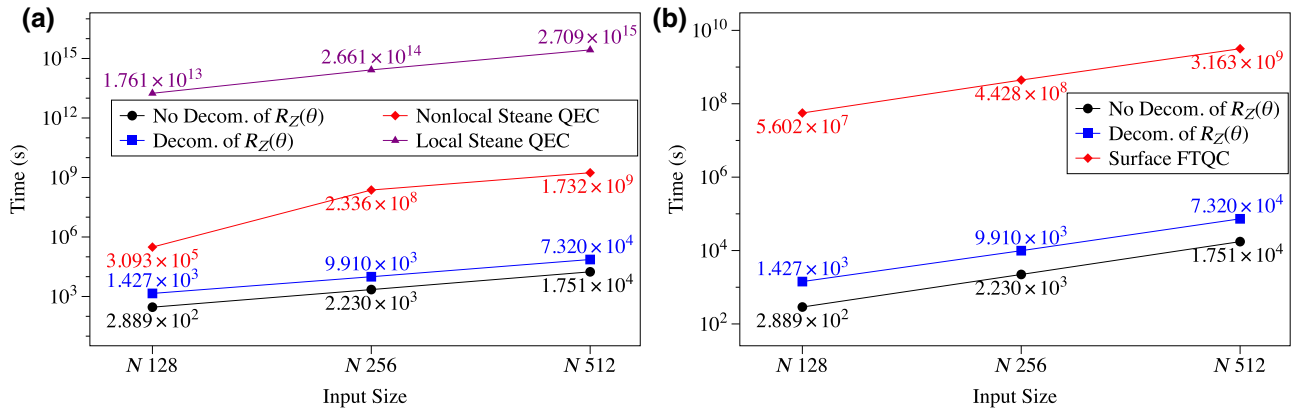 (a)
Time (s)
10^15
10^12
10^9
10^6
10^3
1.761×10^13
2.661×10^14
2.709×10^15
No Decom. of R_Z(θ)
Decom. of R_Z(θ)
Nonlocal Steane QEC
Local Steane QEC
3.093×10^5
2.336×10^8
1.732×10^9
1.427×10^3
9.910×10^3
7.320×10^4
2.889×10^2
2.230×10^3
1.751×10^4
N 128
N 256
N 512
Input Size
(b)
Time (s)
10^10
10^8
10^6
10^4
10^2
5.602×10^7
4.428×10^8
3.163×10^9
No Decom. of R_Z(θ)
Decom. of R_Z(θ)
Surface FTQC
1.427×10^3
9.910×10^3
7.320×10^4
2.889×10^2
2.230×10^3
1.751×10^4
N 128
N 256
N 512
Input Size